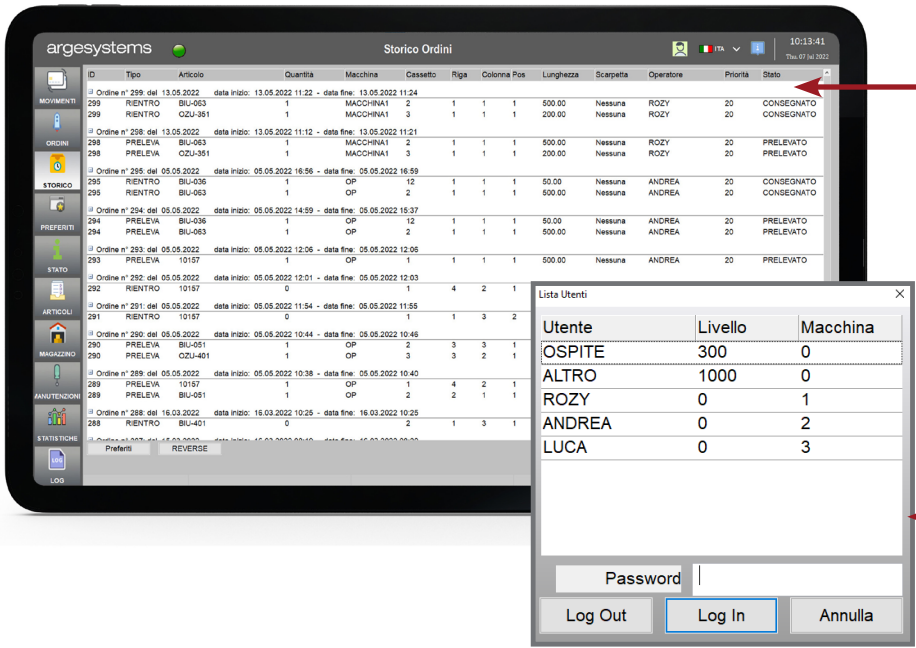 argesystems Storico Ordini ITA 10:13:41
Thu. 07 Jul 2022
ID Tipo Articolo Quantità Macchina Cassetto Riga Colonna Pos Lunghezza Scarpetta Operatore Priorità Stato
Ordine n° 299: del 13.05.2022 data inizio: 13.05.2022 11:22 - data fine: 13.05.2022 11:24
299 RIENTRO BIU-063 1 MACCHINA1 2 1 1 1 500.00 Nessuna ROZY 20 CONSEGNATO
299 RIENTRO OZU-351 1 MACCHINA1 3 1 1 1 200.00 Nessuna ROZY 20 CONSEGNATO
Ordine n° 298: del 13.05.2022 data inizio: 13.05.2022 11:12 - data fine: 13.05.2022 11:21
298 PRELEVA BIU-063 1 MACCHINA1 2 1 1 1 500.00 Nessuna ROZY 20 PRELEVATO
298 PRELEVA OZU-351 1 MACCHINA1 3 1 1 1 200.00 Nessuna ROZY 20 PRELEVATO
Ordine n° 295: del 05.05.2022 data inizio: 05.05.2022 16:56 - data fine: 05.05.2022 16:59
295 RIENTRO BIU-036 1 OP 12 1 1 1 50.00 Nessuna ANDREA 20 CONSEGNATO
295 RIENTRO BIU-063 1 OP 2 1 1 1 500.00 Nessuna ANDREA 20 CONSEGNATO
Ordine n° 294: del 05.05.2022 data inizio: 05.05.2022 14:59 - data fine: 05.05.2022 15:37
294 PRELEVA BIU-036 1 OP 12 1 1 1 50.00 Nessuna ANDREA 20 PRELEVATO
294 PRELEVA BIU-063 1 OP 2 1 1 1 500.00 Nessuna ANDREA 20 PRELEVATO
Ordine n° 293: del 05.05.2022 data inizio: 05.05.2022 12:06 - data fine: 05.05.2022 12:06
293 PRELEVA 10157 1 OP 1 1 1 1 500.00 Nessuna ANDREA 20 PRELEVATO
Ordine n° 292: del 05.05.2022 data inizio: 05.05.2022 12:01 - data fine: 05.05.2022 12:03
292 RIENTRO 10157 0 1 4 2 1
Ordine n° 291: del 05.05.2022 data inizio: 05.05.2022 11:54 - data fine: 05.05.2022 11:55
291 RIENTRO 10157 0 1 1 3 2
Ordine n° 290: del 05.05.2022 data inizio: 05.05.2022 10:44 - data fine: 05.05.2022 10:46
290 PRELEVA BIU-051 1 OP 2 3 3 1
290 PRELEVA OZU-401 1 OP 3 3 2 1
Ordine n° 289: del 05.05.2022 data inizio: 05.05.2022 10:38 - data fine: 05.05.2022 10:40
289 PRELEVA 10157 1 OP 1 4 2 1
289 PRELEVA BIU-051 1 OP 2 2 1 1
Ordine n° 288: del 16.03.2022 data inizio: 16.03.2022 10:25 - data fine: 16.03.2022 10:25
288 RIENTRO BIU-401 0 2 1 3 1
Preferiti REVERSE
MOVIMENTI
ORDINI
STORICO
PREFERITI
STATO
ARTICOLI
MAGAZZINO
MANUTENZIONI
STATISTICHE
LOG
LOG
Lista Utenti
Utente Livello Macchina
OSPITE 300 0
ALTRO 1000 0
ROZY 0 1
ANDREA 0 2
LUCA 0 3
Password
Log Out Log In Annulla